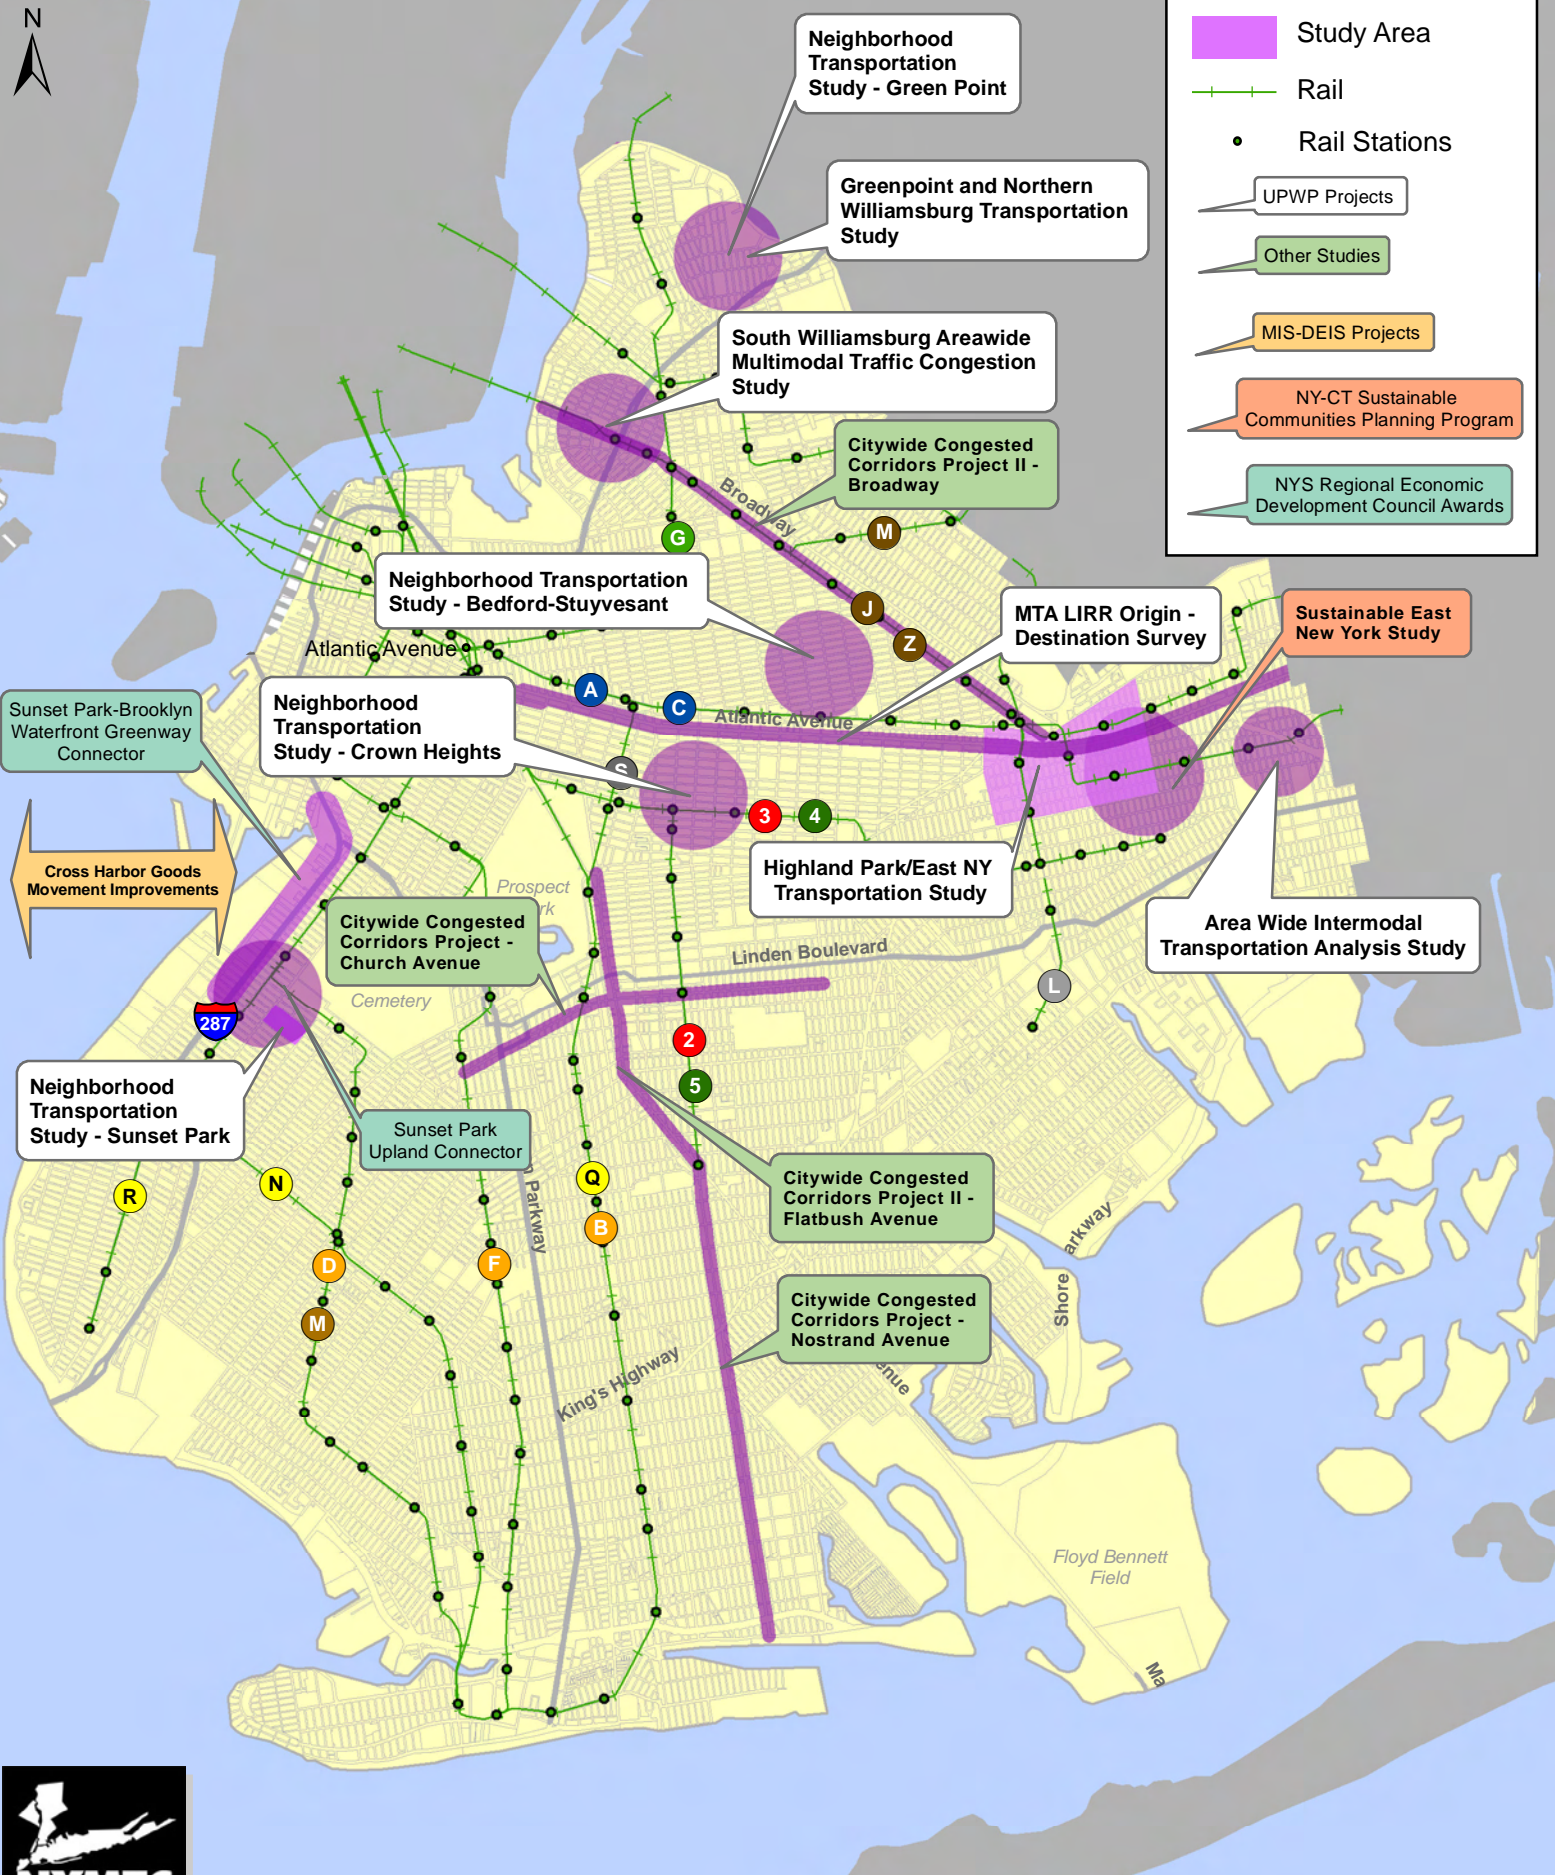 N
Study Area
Rail
Rail Stations
UPWP Projects
Other Studies
MIS-DEIS Projects
NY-CT Sustainable
Communities Planning Program
NYS Regional Economic
Development Council Awards
Neighborhood
Transportation
Study - Green Point
Greenpoint and Northern
Williamsburg Transportation
Study
South Williamsburg Areawide
Multimodal Traffic Congestion
Study
Citywide Congested
Corridors Project II -
Broadway
Broadway
M
G
Neighborhood Transportation
Study - Bedford-Stuyvesant
J
Z
MTA LIRR Origin -
Destination Survey
Sustainable East
New York Study
Atlantic Avenue
A
C
Atlantic Avenue
Sunset Park-Brooklyn
Waterfront Greenway
Connector
Neighborhood
Transportation
Study - Crown Heights
S
3
4
Cross Harbor Goods
Movement Improvements
Highland Park/East NY
Transportation Study
Prospect
rk
Citywide Congested
Corridors Project -
Church Avenue
Area Wide Intermodal
Transportation Analysis Study
Linden Boulevard
Cemetery
L
287
2
5
Neighborhood
Transportation
Study - Sunset Park
Sunset Park
Upland Connector
Citywide Congested
Corridors Project II -
Flatbush Avenue
R
N
Q
B
n Parkway
arkway
Shore
D
F
M
Citywide Congested
Corridors Project -
Nostrand Avenue
enue
King's Highway
Floyd Bennett
Field
Ma
NYMTC